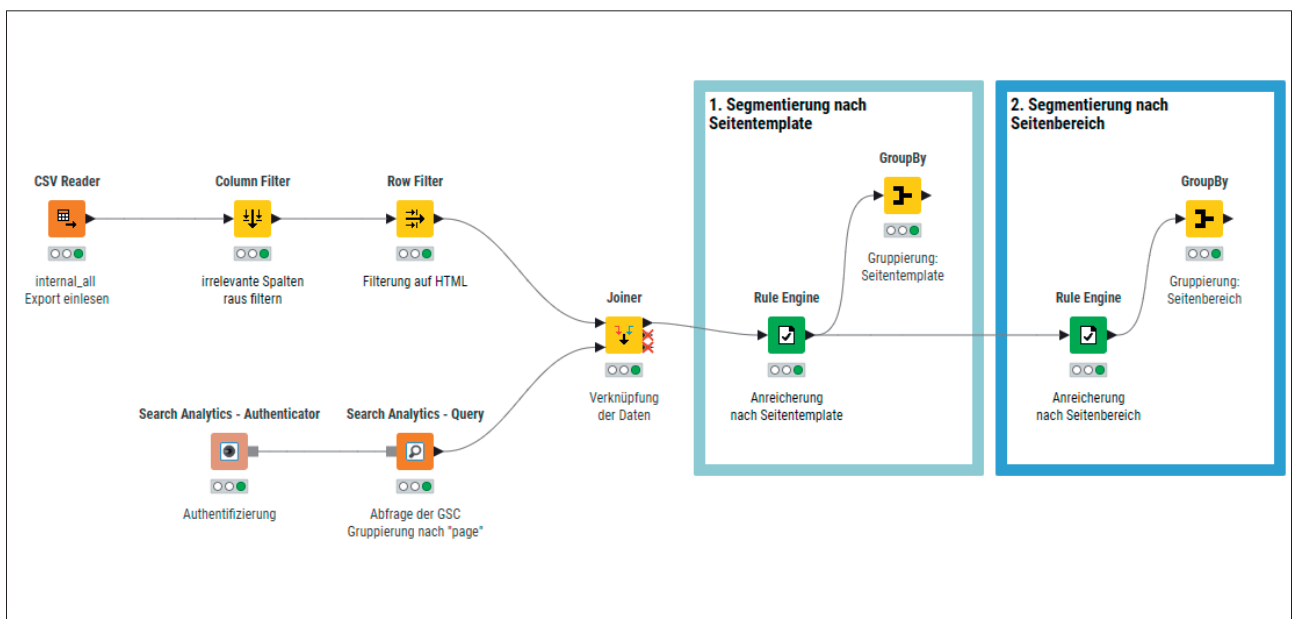 1. Segmentierung nach
Seitentemplate
2. Segmentierung nach
Seitenbereich
GroupBy
GroupBy
CSV Reader
Column Filter
Row Filter
internal_all
Export einlesen
irrelevante Spalten
raus filtern
Filterung auf HTML
Gruppierung:
Seitentemplate
Gruppierung:
Seitenbereich
Joiner
Rule Engine
Rule Engine
Verknüpfung
der Daten
Anreicherung
nach Seitentemplate
Anreicherung
nach Seitenbereich
Search Analytics - Authenticator
Search Analytics - Query
Authentifizierung
Abfrage der GSC
Gruppierung nach "page"